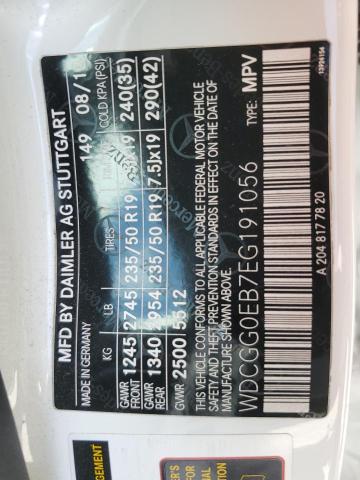 MFD BY DAIMLER AG STUTTGART
MADE IN GERMANY 149 08/1
KG LB TIRES COLD KPA(PSI)
GAWR FRONT 1245 2745 235/50 R19 240(35)
GAWR REAR 1340 2954 235/50 R19 7.5Jx19 290(42)
GVWR 2500 5512
THIS VEHICLE CONFORMS TO ALL APPLICABLE FEDERAL MOTOR VEHICLE
SAFETY THEFT PREVENTION STANDARDS IN EFFECT ON THE DATE OF
MANUFACTURE SHOWN ABOVE
TYPE: MPV
WDCGG0EB7EG191056
A 204 817 78 20